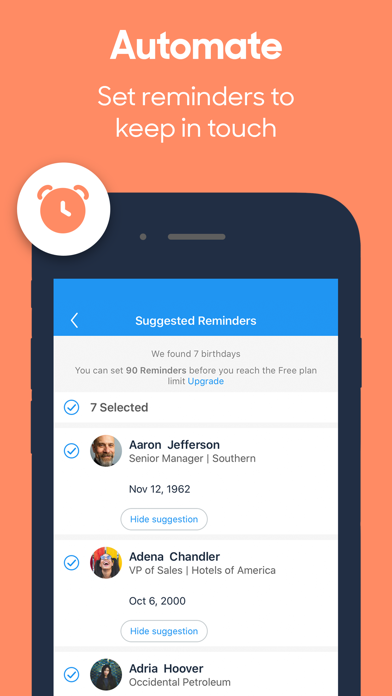 Automate
Set reminders to
keep in touch
Suggested Reminders
We found 7 birthdays
You can set 90 Reminders before you reach the Free plan
limit Upgrade
7 Selected
Aaron Jefferson
Senior Manager | Southern
Nov 12, 1962
Hide suggestion
Adena Chandler
VP of Sales | Hotels of America
Oct 6, 2000
Hide suggestion
Adria Hoover
Occidental Petroleum